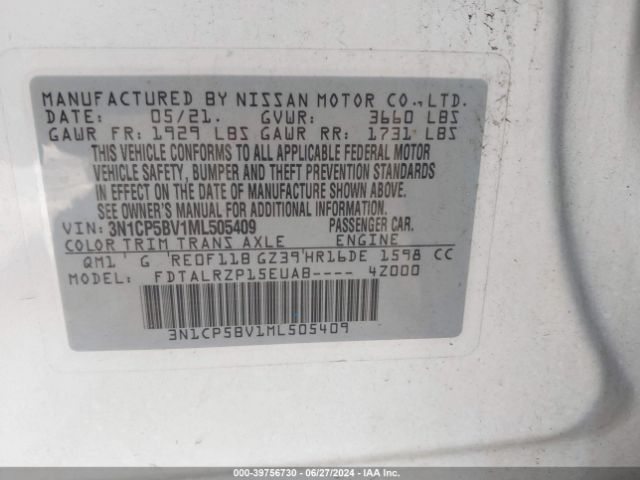 MANUFACTURED BY NISSAN MOTOR CO., LTD.
DATE: 05/21. GVWR: 3660 LBS
GAWR FR: 1929 LBS GAWR RR: 1731 LBS
THIS VEHICLE CONFORMS TO ALL APPLICABLE FEDERAL MOTOR
VEHICLE SAFETY, BUMPER AND THEFT PREVENTION STANDARDS
IN EFFECT ON THE DATE OF MANUFACTURE SHOWN ABOVE.
SEE OWNER'S MANUAL FOR ADDITIONAL INFORMATION.
VIN: 3N1CP5BV1ML505409 PASSENGER CAR.
COLOR TRIM TRANS AXLE ENGINE
QM1 G RE0F11B GZ39 HR16DE 1598 CC
MODEL: FDTALRZP15EUAB---- 4Z000
3N1CP5BV1ML505409
000-39756730 - 06/27/2024 - IAA Inc.